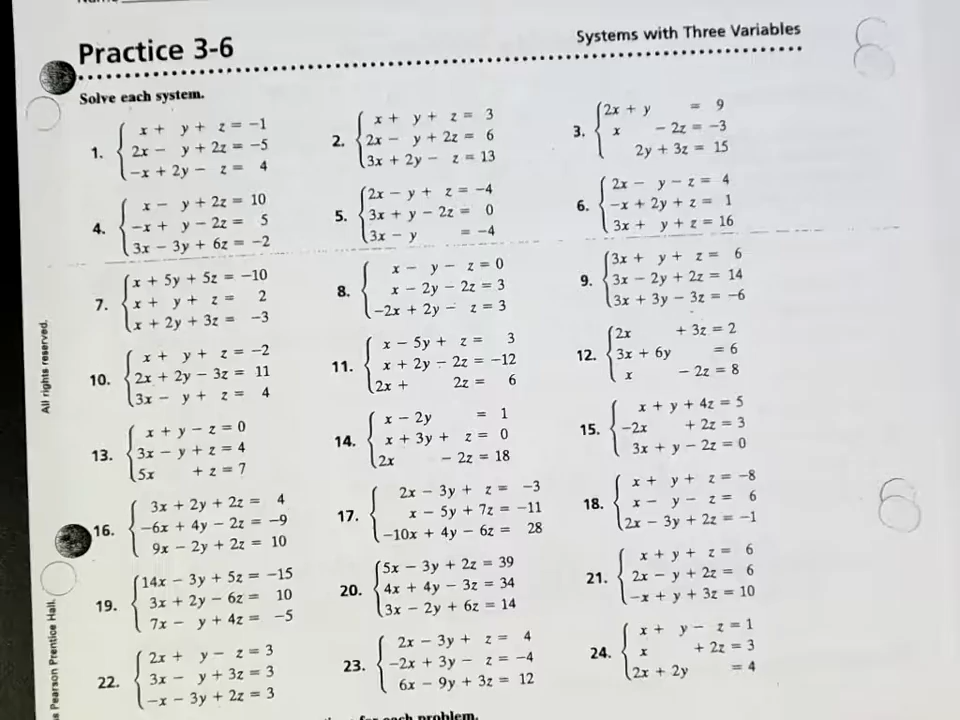 Practice 3-6
Systems with Three Variables
Solve each system.
1. x + y + z = −1
2x − y + 2z = −5
−x + 2y − z = 4
2. x + y + z = 3
2x − y + 2z = 6
3x + 2y − z = 13
3. 2x + y = 9
x − 2z = −3
2y + 3z = 15
4. x − y + 2z = 10
−x + y − 2z = 5
3x − 3y + 6z = −2
5. 2x − y + z = −4
3x + y − 2z = 0
3x − y = −4
6. 2x − y − z = 4
−x + 2y + z = 1
3x + y + z = 16
7. x + 5y + 5z = −10
x + y + z = 2
x + 2y + 3z = −3
8. x − y − z = 0
x − 2y − 2z = 3
−2x + 2y − z = 3
9. 3x + y + z = 6
3x − 2y + 2z = 14
3x + 3y − 3z = −6
10. x + y + z = −2
2x + 2y − 3z = 11
3x − y + z = 4
11. x − 5y + z = 3
x + 2y − 2z = −12
2x + 2z = 6
12. 2x + 3z = 2
3x + 6y = 6
x − 2z = 8
13. x + y − z = 0
3x − y + z = 4
5x + z = 7
14. x − 2y = 1
x + 3y + z = 0
2x − 2z = 18
15. x + y + 4z = 5
−2x + 2z = 3
3x + y − 2z = 0
16. 3x + 2y + 2z = 4
−6x + 4y − 2z = −9
9x − 2y + 2z = 10
17. 2x − 3y + z = −3
x − 5y + 7z = −11
−10x + 4y − 6z = 28
18. x + y + z = −8
x − y − z = 6
2x − 3y + 2z = −1
19. 14x − 3y + 5z = −15
3x + 2y − 6z = 10
7x − y + 4z = −5
20. 5x − 3y + 2z = 39
4x + 4y − 3z = 34
3x − 2y + 6z = 14
21. x + y + z = 6
2x − y + 2z = 6
−x + y + 3z = 10
22. 2x + y − z = 3
3x − y + 3z = 3
−x − 3y + 2z = 3
23. 2x − 3y + z = 4
−2x + 3y − z = −4
6x − 9y + 3z = 12
24. x + y − z = 1
x + 2z = 3
2x + 2y = 4
for each problem.
All rights reserved.
Pearson Prentice Hall.